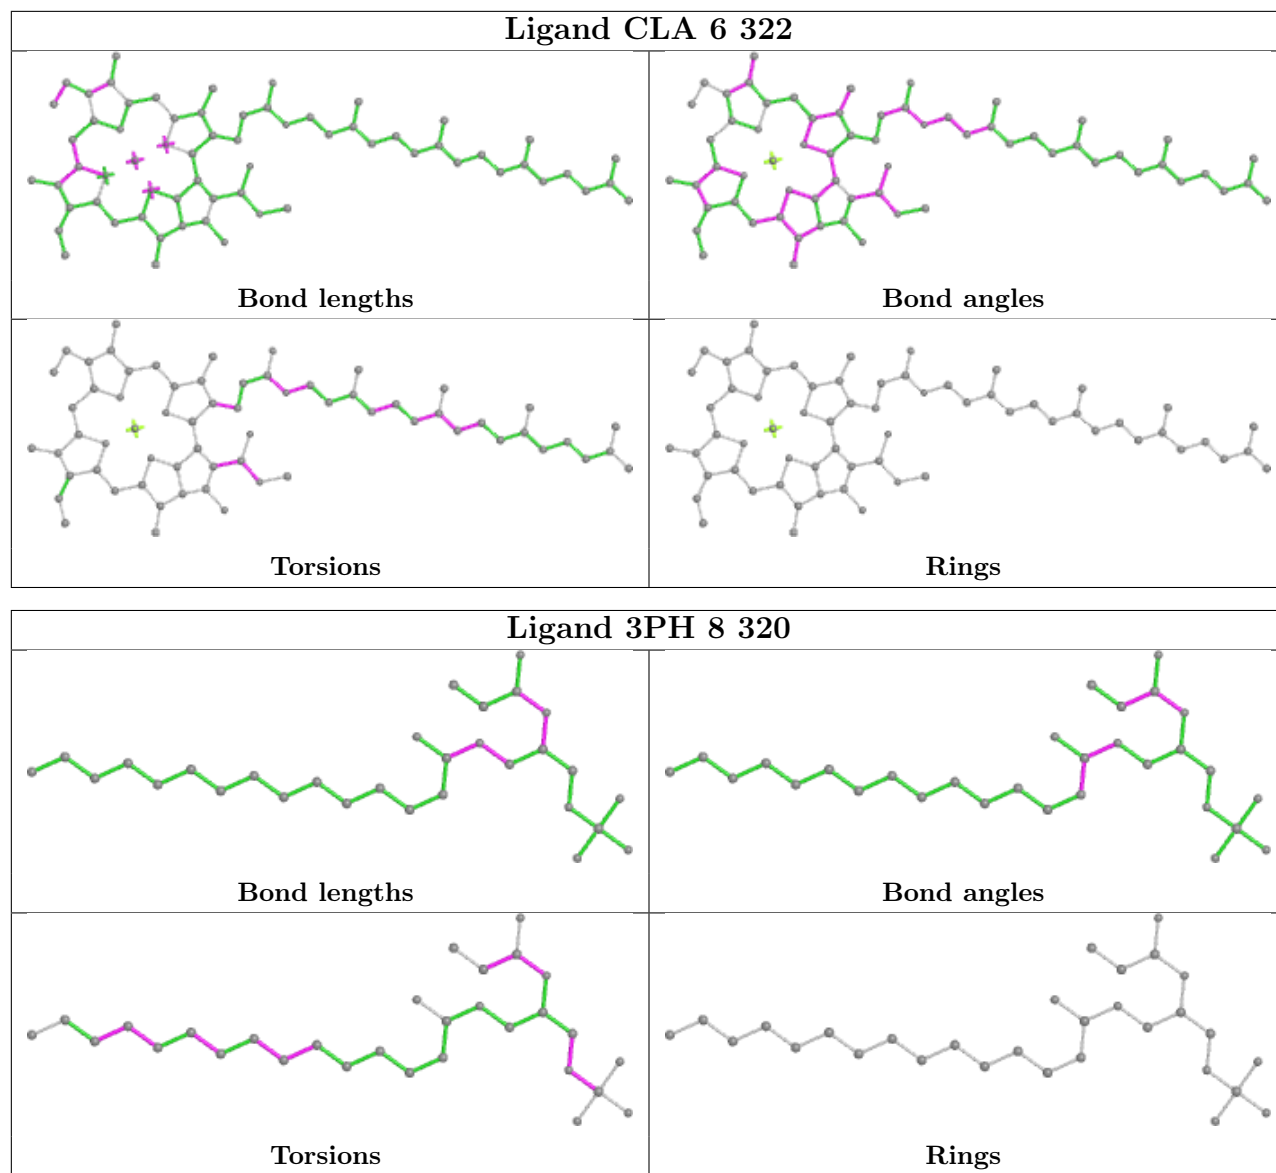 Ligand CLA 6 322
Bond lengths
Bond angles
Torsions
Rings
Ligand 3PH 8 320
Bond lengths
Bond angles
Torsions
Rings